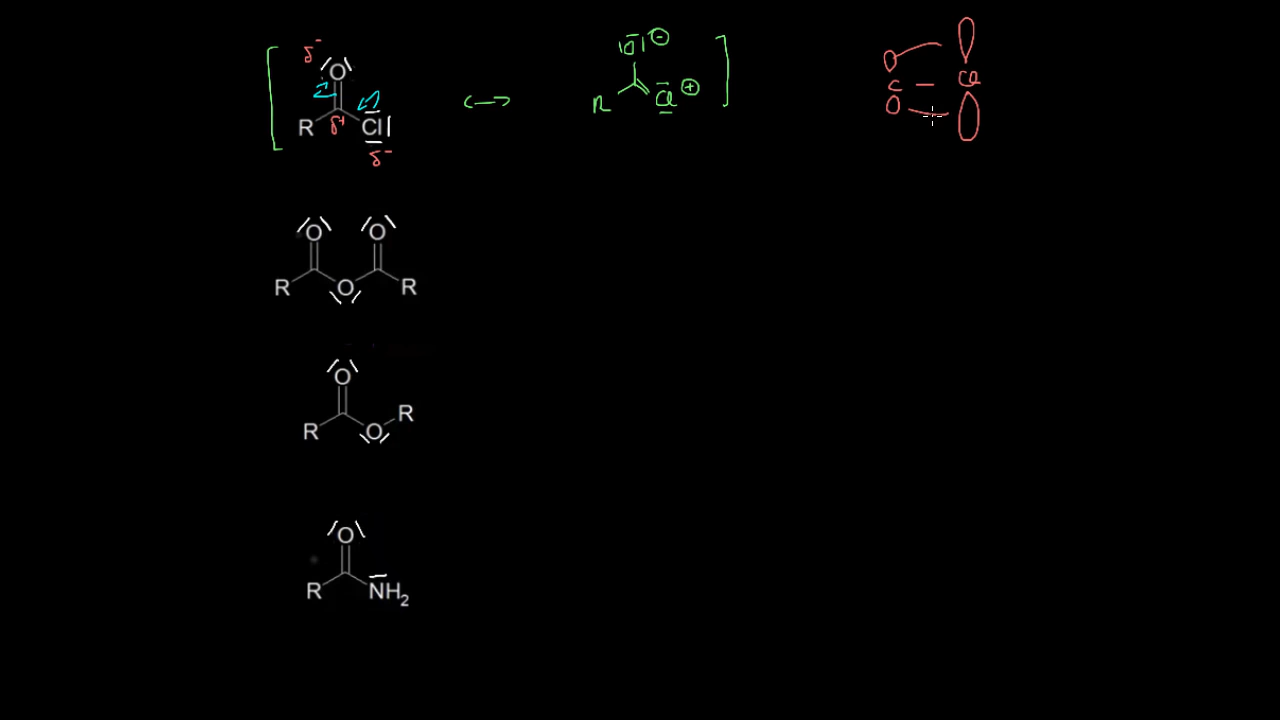 δ⁻
O
R δ⁺ Cl
δ⁻
O ⊖
R Cl ⊕
C Cl
O O
R O R
O
R O R
O
R NH₂